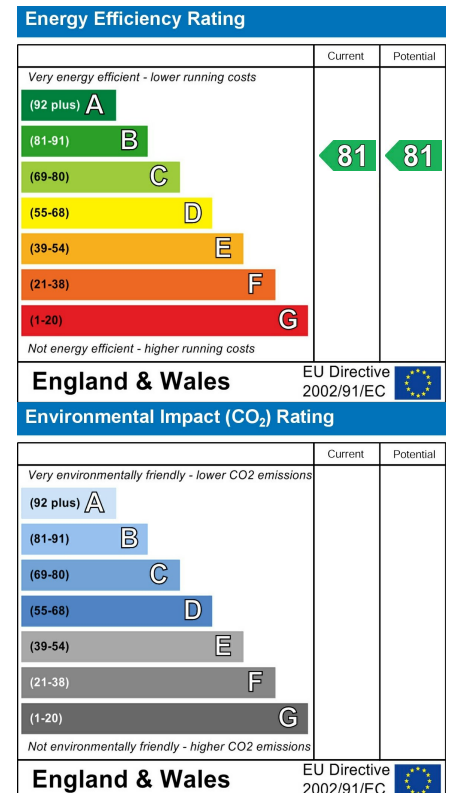 Energy Efficiency Rating
Current Potential
Very energy efficient - lower running costs
(92 plus) A
(81-91) B
81 81
(69-80) C
(55-68) D
(39-54) E
(21-38) F
(1-20) G
Not energy efficient - higher running costs
England & Wales
EU Directive
2002/91/EC
Environmental Impact (CO₂) Rating
Current Potential
Very environmentally friendly - lower CO2 emissions
(92 plus) A
(81-91) B
(69-80) C
(55-68) D
(39-54) E
(21-38) F
(1-20) G
Not environmentally friendly - higher CO2 emissions
England & Wales
EU Directive
2002/91/EC